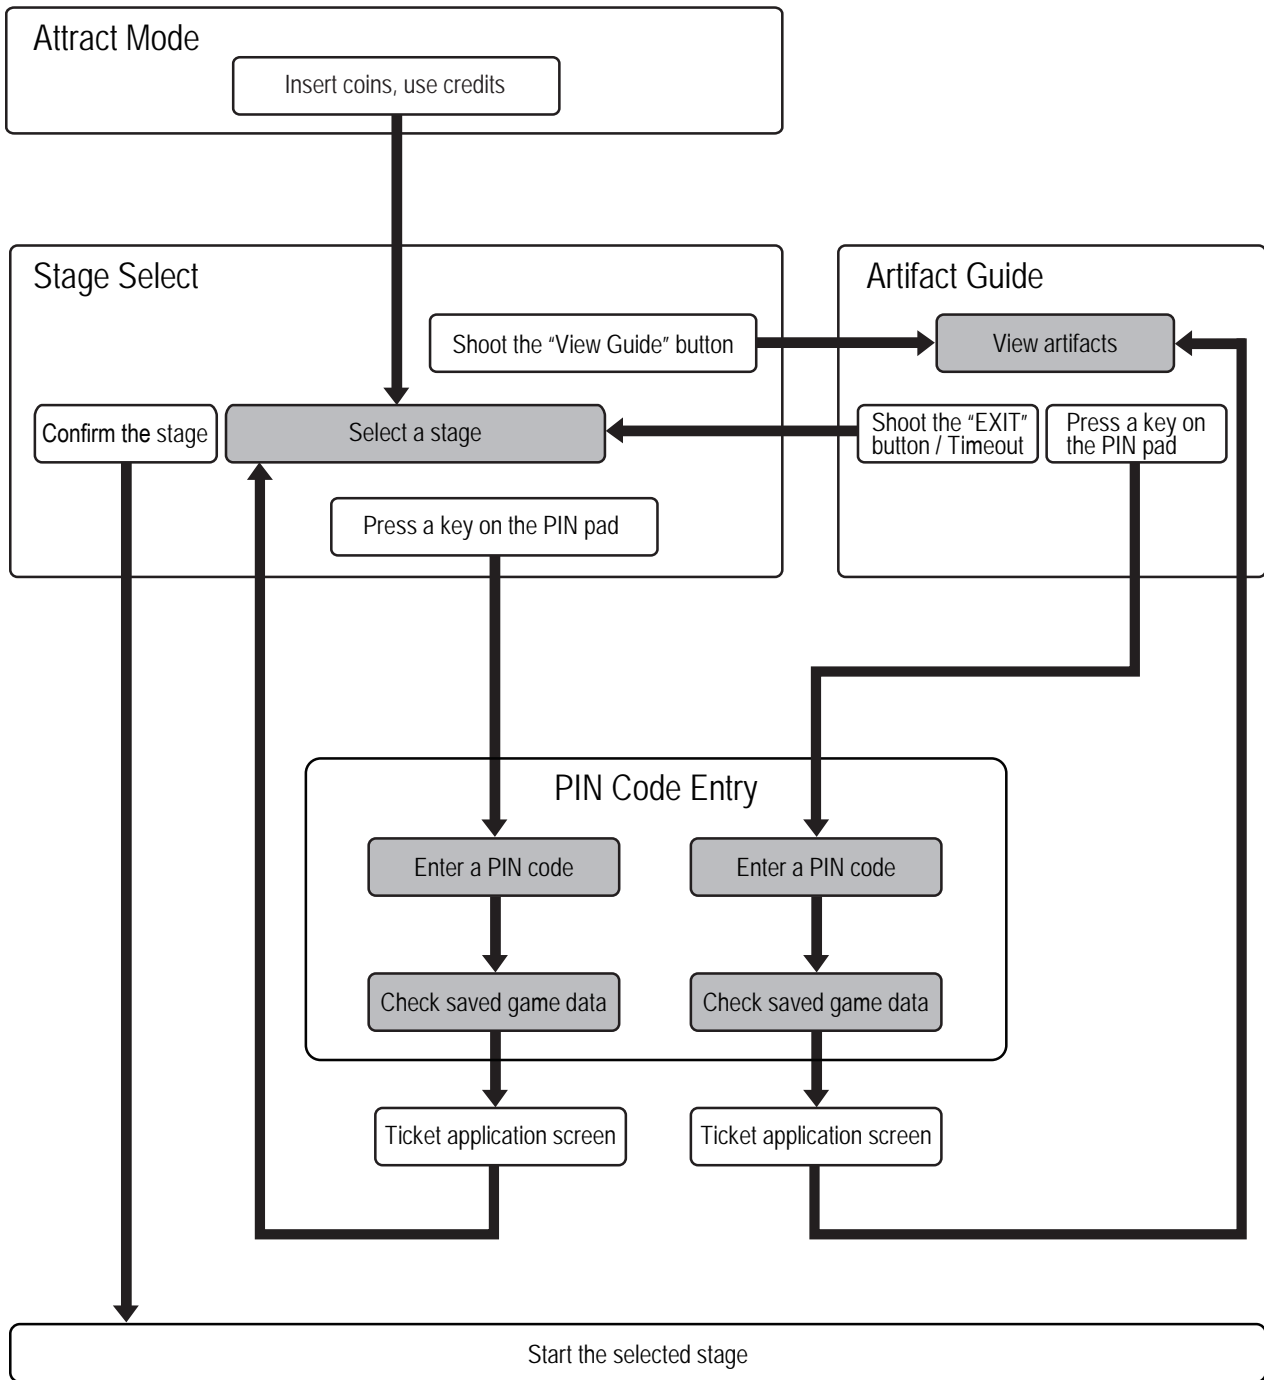 Attract Mode
Insert coins, use credits
Stage Select
Artifact Guide
Shoot the “View Guide” button
View artifacts
Confirm the stage
Select a stage
Shoot the “EXIT”
button / Timeout
Press a key on
the PIN pad
Press a key on the PIN pad
PIN Code Entry
Enter a PIN code
Enter a PIN code
Check saved game data
Check saved game data
Ticket application screen
Ticket application screen
Start the selected stage